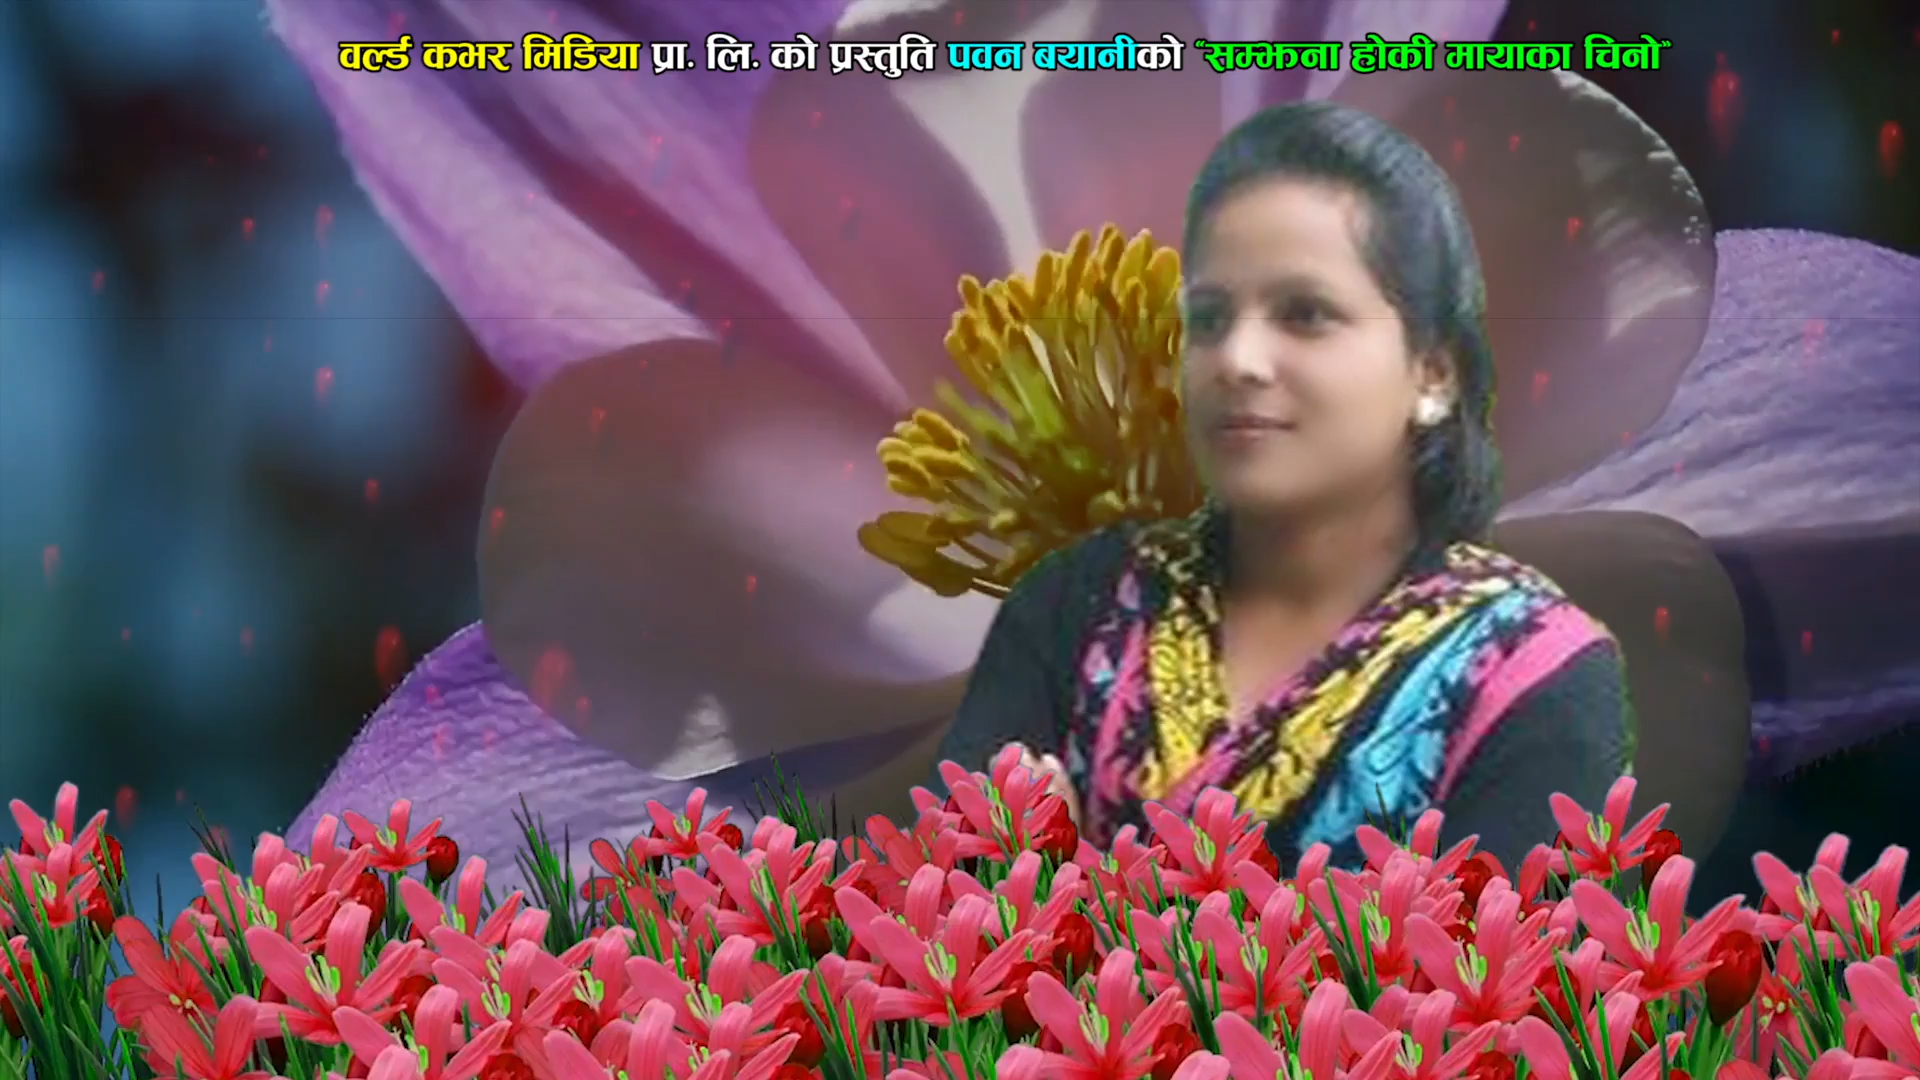 वर्ल्ड कभर मिडिया प्रा. लि. को प्रस्तुति पवन बयानीको “सम्झना होकी मायाका चिनो”